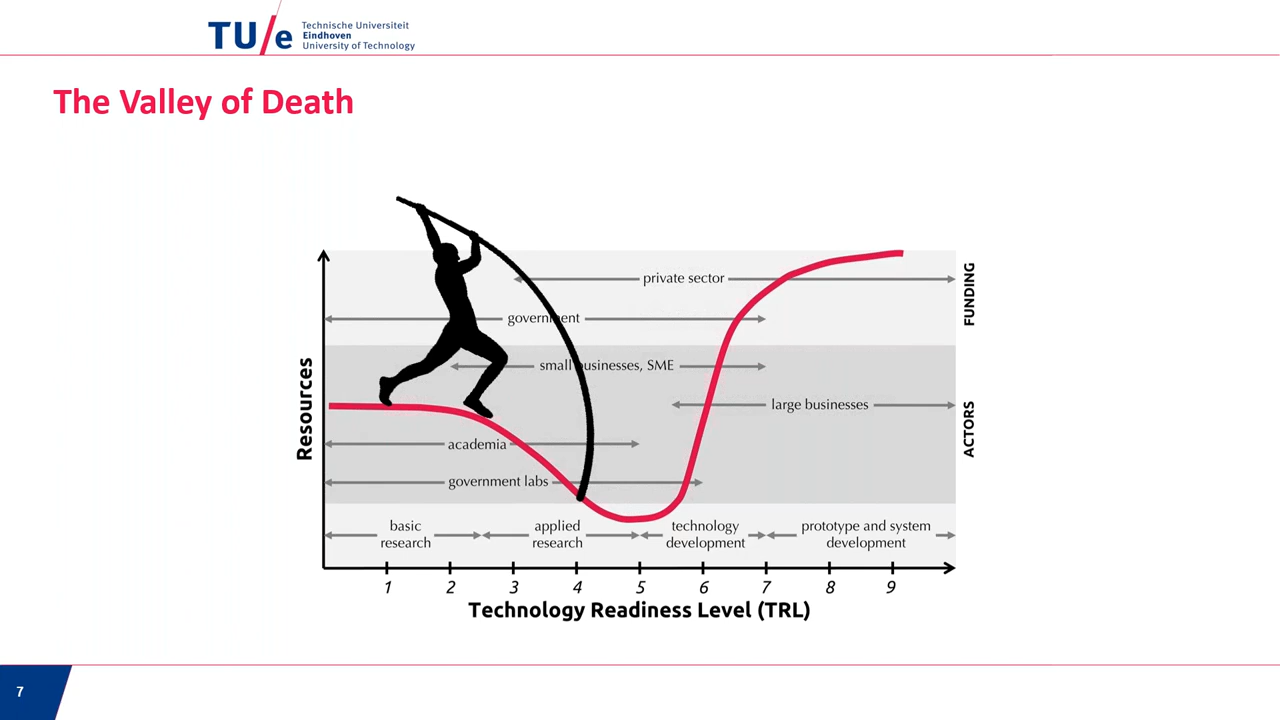 TU/e
Technische Universiteit
Eindhoven
University of Technology
The Valley of Death
private sector
government
small businesses, SME
large businesses
academia
government labs
basic
research
applied
research
technology
development
prototype and system
development
Resources
FUNDING
ACTORS
1 2 3 4 5 6 7 8 9
Technology Readiness Level (TRL)
7